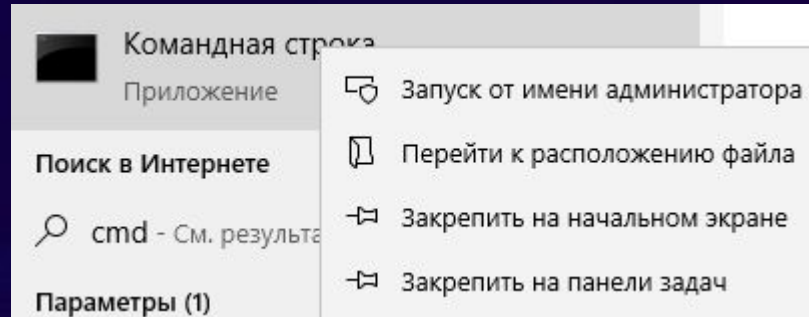 Командная строка
Приложение
Поиск в Интернете
cmd - См. результа
Параметры (1)
Запуск от имени администратора
Перейти к расположению файла
Закрепить на начальном экране
Закрепить на панели задач